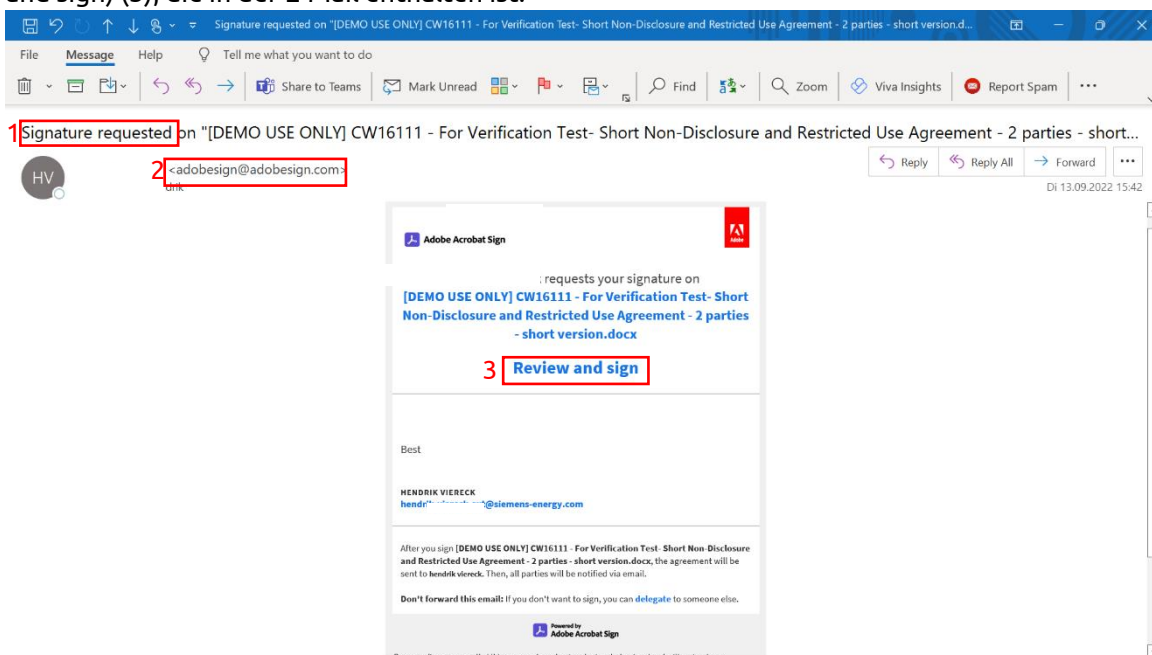 Signature requested on "[DEMO USE ONLY] CW16111 - For Verification Test- Short Non-Disclosure and Restricted Use Agreement - 2 parties - short version.d...
File Message Help Tell me what you want to do
Share to Teams Mark Unread Find Zoom Viva Insights Report Spam ...
1 Signature requested on "[DEMO USE ONLY] CW16111 - For Verification Test- Short Non-Disclosure and Restricted Use Agreement - 2 parties - short...
Reply Reply All Forward ...
HV
2 <adobesign@adobesign.com>
drik
Di 13.09.2022 15:42
Adobe Acrobat Sign
Adobe
requests your signature on
[DEMO USE ONLY] CW16111 - For Verification Test- Short
Non-Disclosure and Restricted Use Agreement - 2 parties
- short version.docx
3 Review and sign
Best
HENDRIK VIERECK
@siemens-energy.com
After you sign [DEMO USE ONLY] CW16111 - For Verification Test- Short Non-Disclosure
and Restricted Use Agreement - 2 parties - short version.docx, the agreement will be
sent to hendrik viereck. Then, all parties will be notified via email.
Don't forward this email: If you don't want to sign, you can delegate to someone else.
Powered by
Adobe Acrobat Sign